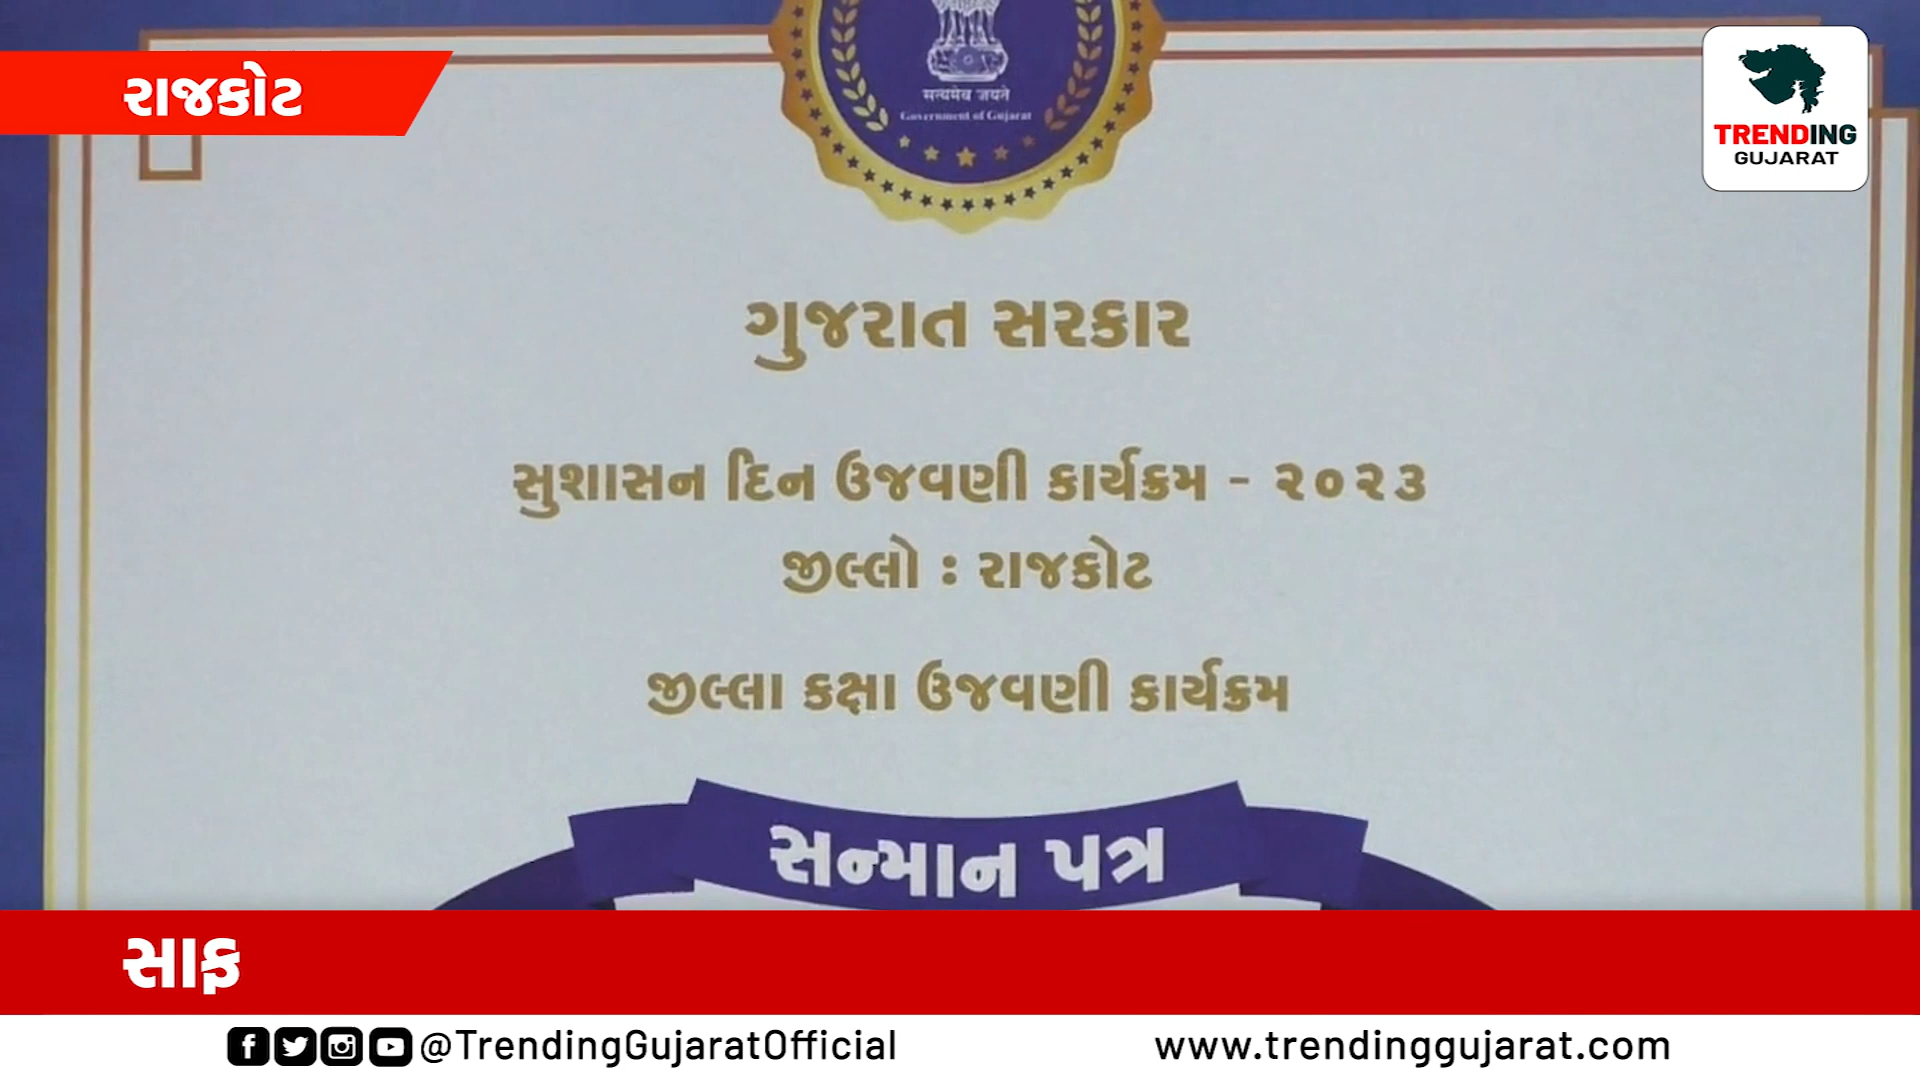 રાજકોટ
सत्यमेव जयते
Government of Gujarat
TRENDING
GUJARAT
ગુજરાત સરકાર
સુશાસન દિન ઉજવણી કાર્યક્રમ - ૨૦૨૩
જીલ્લો : રાજકોટ
જીલ્લા કક્ષા ઉજવણી કાર્યક્રમ
સન્માન પત્ર
સાફ
@TrendingGujaratOfficial
www.trendinggujarat.com